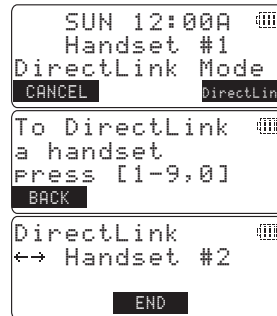 SUN 12:00A
Handset #1
DirectLink Mode
CANCEL DirectLin
To DirectLink
a handset
press [1-9,0]
BACK
DirectLink
←→ Handset #2
END